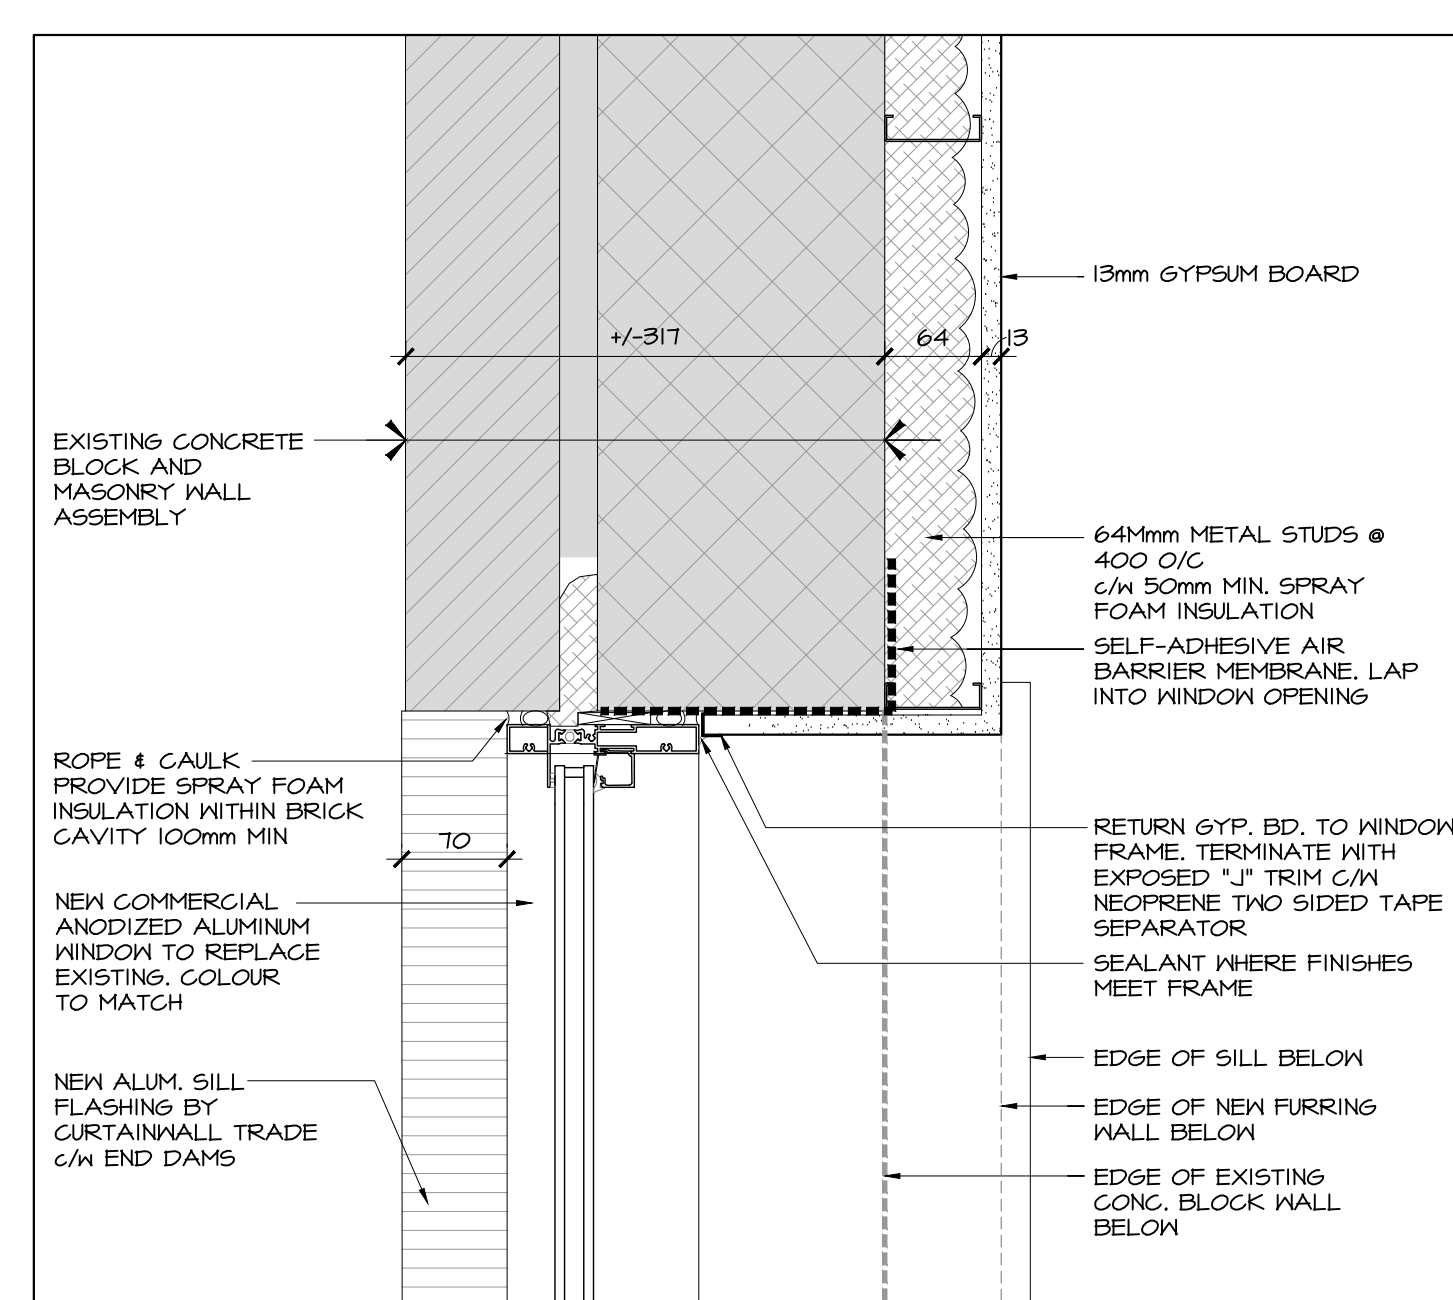 13mm GYPSUM BOARD
+/-317
64
13
EXISTING CONCRETE
BLOCK AND
MASONRY WALL
ASSEMBLY
64Mmm METAL STUDS @
400 O/C
c/w 50mm MIN. SPRAY
FOAM INSULATION
SELF-ADHESIVE AIR
BARRIER MEMBRANE. LAP
INTO WINDOW OPENING
ROPE & CAULK
PROVIDE SPRAY FOAM
INSULATION WITHIN BRICK
CAVITY 100mm MIN
70
RETURN GYP. BD. TO WINDOW
FRAME. TERMINATE WITH
EXPOSED "J" TRIM C/W
NEOPRENE TWO SIDED TAPE
SEPARATOR
NEW COMMERCIAL
ANODIZED ALUMINUM
WINDOW TO REPLACE
EXISTING. COLOUR
TO MATCH
SEALANT WHERE FINISHES
MEET FRAME
EDGE OF SILL BELOW
NEW ALUM. SILL
FLASHING BY
CURTAINWALL TRADE
c/w END DAMS
EDGE OF NEW FURRING
WALL BELOW
EDGE OF EXISTING
CONC. BLOCK WALL
BELOW